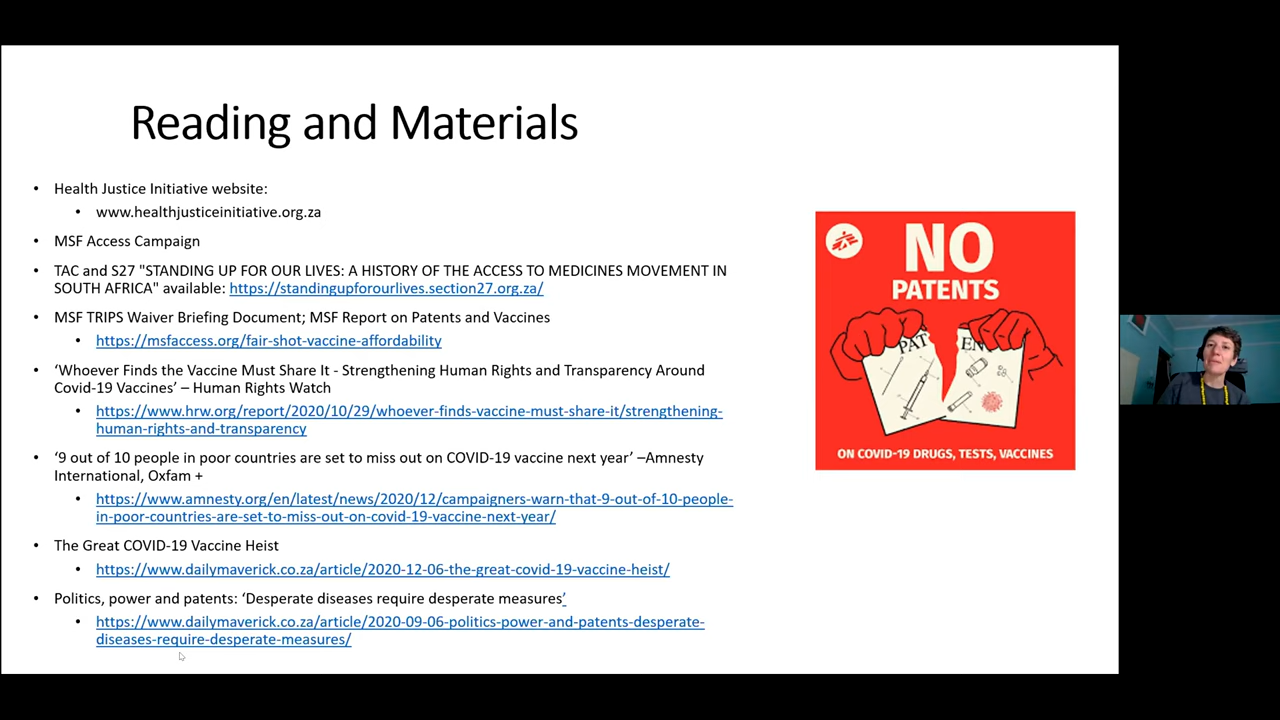 Reading and Materials
• Health Justice Initiative website:
• www.healthjusticeinitiative.org.za
• MSF Access Campaign
• TAC and S27 "STANDING UP FOR OUR LIVES: A HISTORY OF THE ACCESS TO MEDICINES MOVEMENT IN
SOUTH AFRICA" available: https://standingupforourlives.section27.org.za/
• MSF TRIPS Waiver Briefing Document; MSF Report on Patents and Vaccines
• https://msfaccess.org/fair-shot-vaccine-affordability
• ‘Whoever Finds the Vaccine Must Share It - Strengthening Human Rights and Transparency Around
Covid-19 Vaccines’ – Human Rights Watch
• https://www.hrw.org/report/2020/10/29/whoever-finds-vaccine-must-share-it/strengthening-
human-rights-and-transparency
• ‘9 out of 10 people in poor countries are set to miss out on COVID-19 vaccine next year’ –Amnesty
International, Oxfam +
• https://www.amnesty.org/en/latest/news/2020/12/campaigners-warn-that-9-out-of-10-people-
in-poor-countries-are-set-to-miss-out-on-covid-19-vaccine-next-year/
• The Great COVID-19 Vaccine Heist
• https://www.dailymaverick.co.za/article/2020-12-06-the-great-covid-19-vaccine-heist/
• Politics, power and patents: ‘Desperate diseases require desperate measures’
• https://www.dailymaverick.co.za/article/2020-09-06-politics-power-and-patents-desperate-
diseases-require-desperate-measures/
NO
PATENTS
PAT EN
ON COVID-19 DRUGS, TESTS, VACCINES